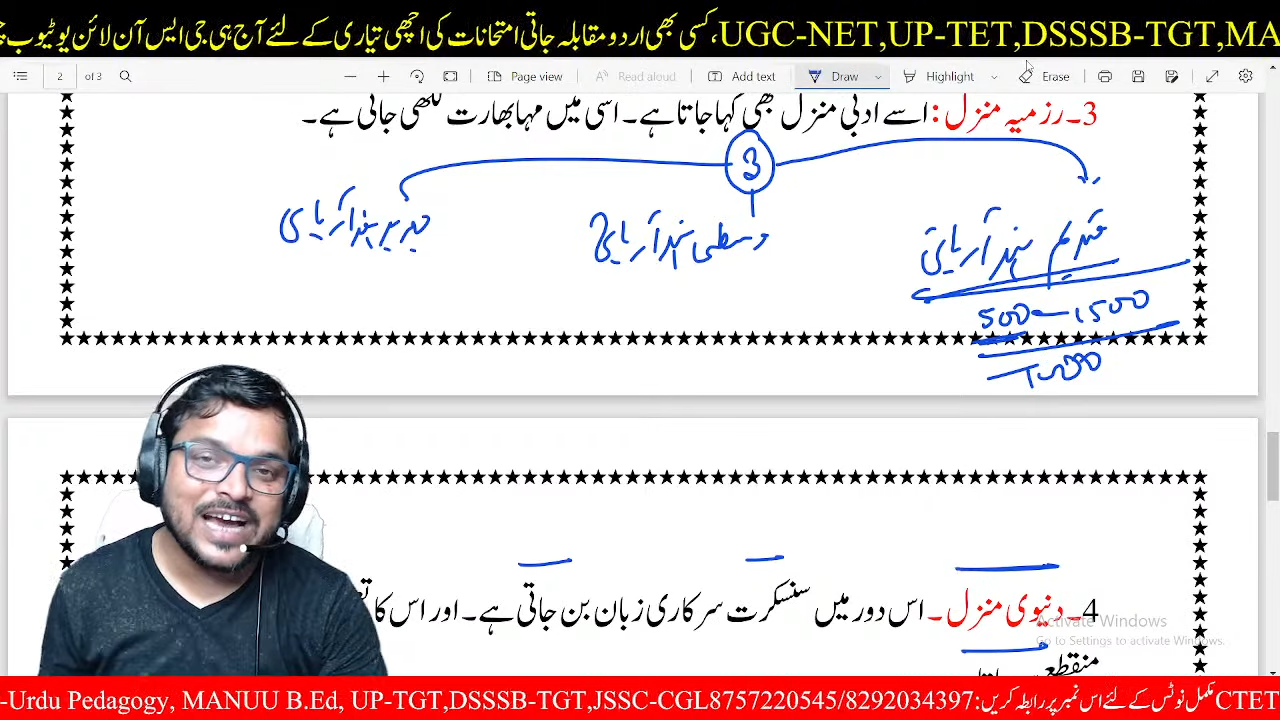 کسی بھی اردو مقابلہ جاتی امتحانات کی اچھی تیاری کے لئے آج ہی جی ایس آن لائن یوٹیوب ،UGC-NET,UP-TET,DSSSB-TGT,MA
2 of 3 Page view Read aloud Add text Draw Highlight Erase
3۔رزمیہ منزل: اسے ادبی منزل بھی کہا جاتا ہے۔ اسی میں مہابھارت لکھی جاتی ہے۔
3
قدیم ہند آریائی وسطی ہند آریائی جدید ہند آریائی
500 – 1500
4۔دنیوی منزل۔ اس دور میں سنسکرت سرکاری زبان بن جاتی ہے۔ اور اس کا
Activate Windows
Go to Settings to activate Windows.
منقطع
-Urdu Pedagogy, MANUU B.Ed, UP-TGT,DSSSB-TGT,JSSC-CGL8757220545/8292034397:مکمل نوٹس کے لئے اس نمبر پر رابطہ کریں CTET